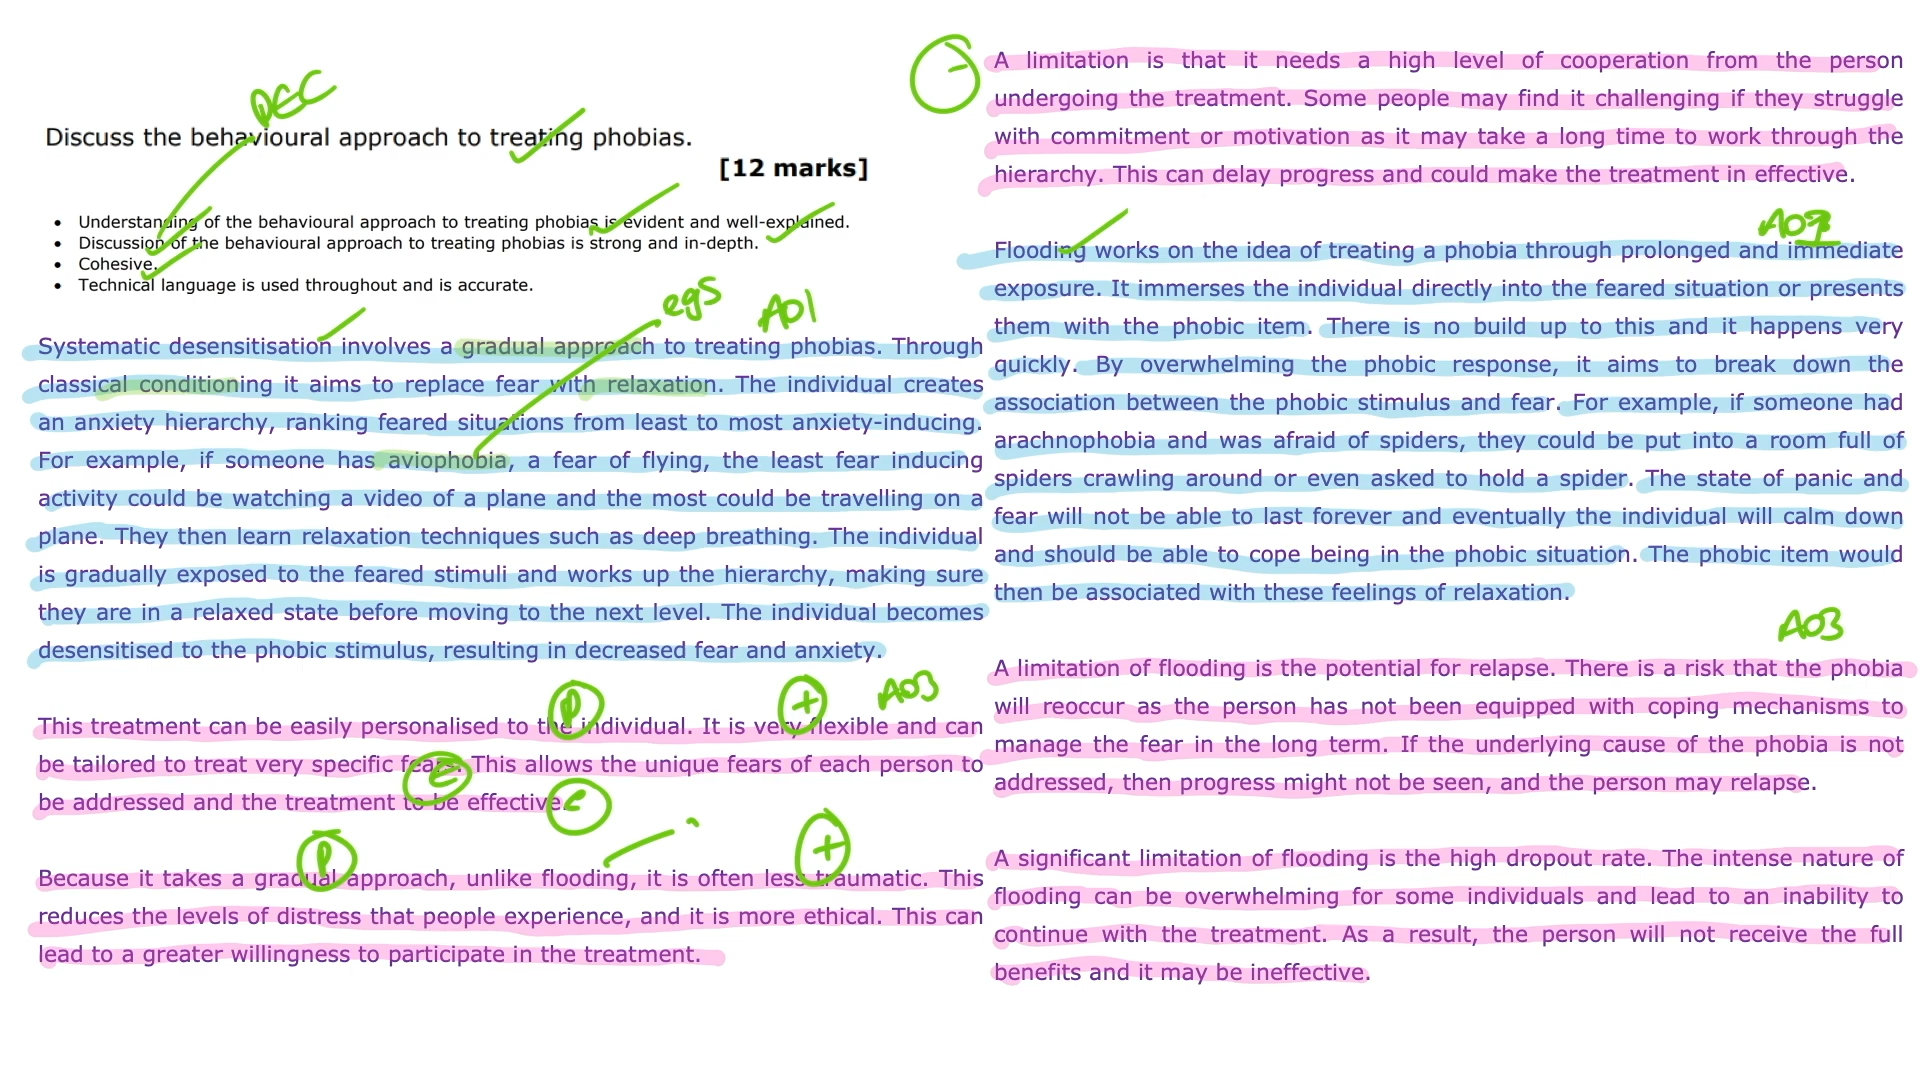 PEC
Discuss the behavioural approach to treating phobias.
[12 marks]
• Understanding of the behavioural approach to treating phobias is evident and well-explained.
• Discussion of the behavioural approach to treating phobias is strong and in-depth.
• Cohesive.
• Technical language is used throughout and is accurate.
egs
AO1
Systematic desensitisation involves a gradual approach to treating phobias. Through
classical conditioning it aims to replace fear with relaxation. The individual creates
an anxiety hierarchy, ranking feared situations from least to most anxiety-inducing.
For example, if someone has aviophobia, a fear of flying, the least fear inducing
activity could be watching a video of a plane and the most could be travelling on a
plane. They then learn relaxation techniques such as deep breathing. The individual
is gradually exposed to the feared stimuli and works up the hierarchy, making sure
they are in a relaxed state before moving to the next level. The individual becomes
desensitised to the phobic stimulus, resulting in decreased fear and anxiety.
P + AO3
This treatment can be easily personalised to the individual. It is very flexible and can
be tailored to treat very specific fears. This allows the unique fears of each person to
be addressed and the treatment to be effective.
E
P +
Because it takes a gradual approach, unlike flooding, it is often less traumatic. This
reduces the levels of distress that people experience, and it is more ethical. This can
lead to a greater willingness to participate in the treatment.
-
A limitation is that it needs a high level of cooperation from the person
undergoing the treatment. Some people may find it challenging if they struggle
with commitment or motivation as it may take a long time to work through the
hierarchy. This can delay progress and could make the treatment in effective.
Flooding works on the idea of treating a phobia through prolonged and immediate
exposure. It immerses the individual directly into the feared situation or presents
them with the phobic item. There is no build up to this and it happens very
quickly. By overwhelming the phobic response, it aims to break down the
association between the phobic stimulus and fear. For example, if someone had
arachnophobia and was afraid of spiders, they could be put into a room full of
spiders crawling around or even asked to hold a spider. The state of panic and
fear will not be able to last forever and eventually the individual will calm down
and should be able to cope being in the phobic situation. The phobic item would
then be associated with these feelings of relaxation.
AO3
A limitation of flooding is the potential for relapse. There is a risk that the phobia
will reoccur as the person has not been equipped with coping mechanisms to
manage the fear in the long term. If the underlying cause of the phobia is not
addressed, then progress might not be seen, and the person may relapse.
A significant limitation of flooding is the high dropout rate. The intense nature of
flooding can be overwhelming for some individuals and lead to an inability to
continue with the treatment. As a result, the person will not receive the full
benefits and it may be ineffective.